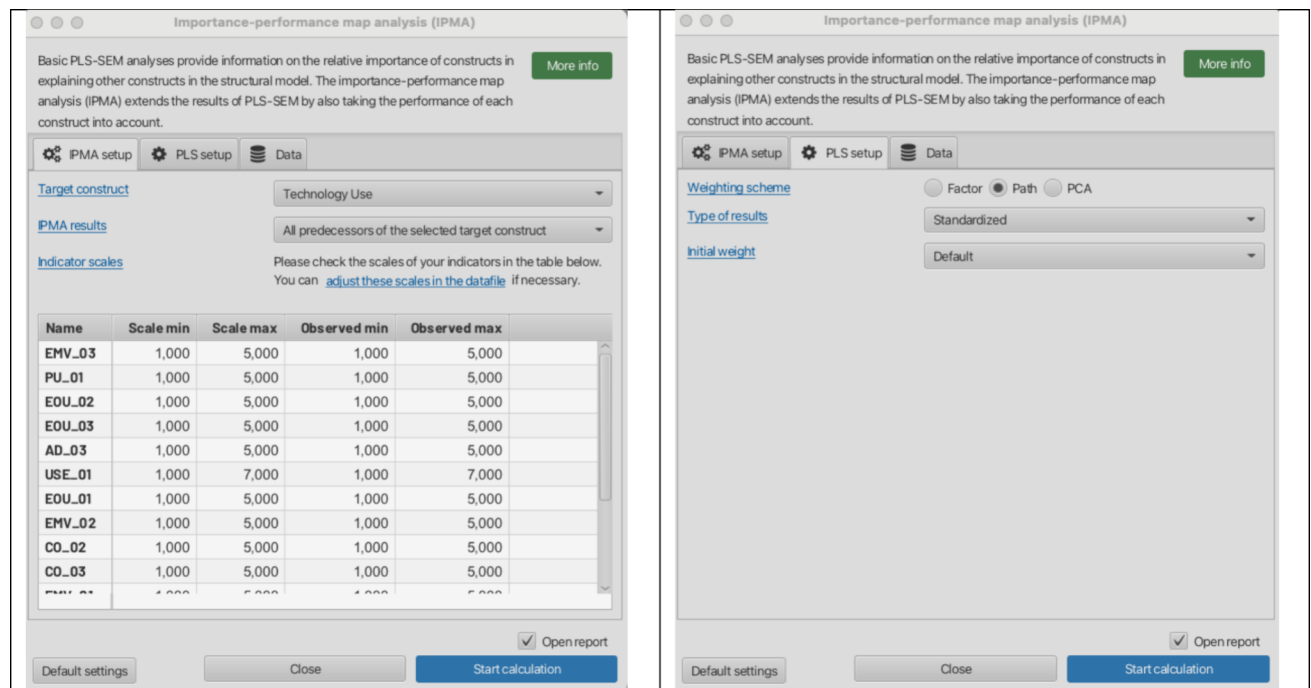 Importance-performance map analysis (IPMA)
Basic PLS-SEM analyses provide information on the relative importance of constructs in
explaining other constructs in the structural model. The importance-performance map
analysis (IPMA) extends the results of PLS-SEM by also taking the performance of each
construct into account.
More info
IPMA setup PLS setup Data
Target construct Technology Use
IPMA results All predecessors of the selected target construct
Indicator scales Please check the scales of your indicators in the table below.
You can adjust these scales in the datafile if necessary.
Name Scale min Scale max Observed min Observed max
EMV_03 1,000 5,000 1,000 5,000
PU_01 1,000 5,000 1,000 5,000
EOU_02 1,000 5,000 1,000 5,000
EOU_03 1,000 5,000 1,000 5,000
AD_03 1,000 5,000 1,000 5,000
USE_01 1,000 7,000 1,000 7,000
EOU_01 1,000 5,000 1,000 5,000
EMV_02 1,000 5,000 1,000 5,000
CO_02 1,000 5,000 1,000 5,000
CO_03 1,000 5,000 1,000 5,000
Open report
Default settings Close Start calculation
Importance-performance map analysis (IPMA)
Basic PLS-SEM analyses provide information on the relative importance of constructs in
explaining other constructs in the structural model. The importance-performance map
analysis (IPMA) extends the results of PLS-SEM by also taking the performance of each
construct into account.
More info
IPMA setup PLS setup Data
Weighting scheme Factor Path PCA
Type of results Standardized
Initial weight Default
Open report
Default settings Close Start calculation